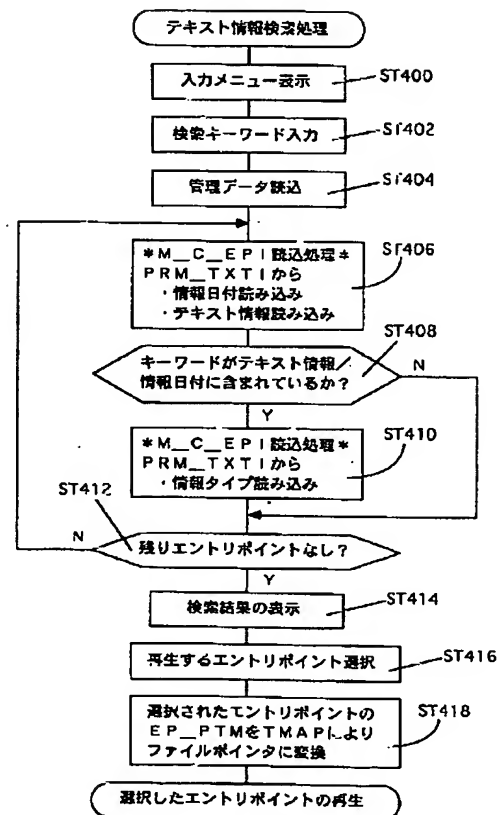 テキスト情報検索処理
入力メニュー表示
ST400
検索キーワード入力
ST402
管理データ読込
ST404
*M__C__EPI読込処理*
PRM__TXTIから
・情報日付読み込み
・テキスト情報読み込み
ST406
ST408
キーワードがテキスト情報/
情報日付に含まれているか?
N
Y
*M__C__EPI読込処理*
PRM__TXTIから
・情報タイプ読み込み
ST410
ST412
N
残りエントリポイントなし?
Y
検索結果の表示
ST414
再生するエントリポイント選択
ST416
選択されたエントリポイントの
EP__PTMをTMAPにより
ファイルポインタに変換
ST418
選択したエントリポイントの再生